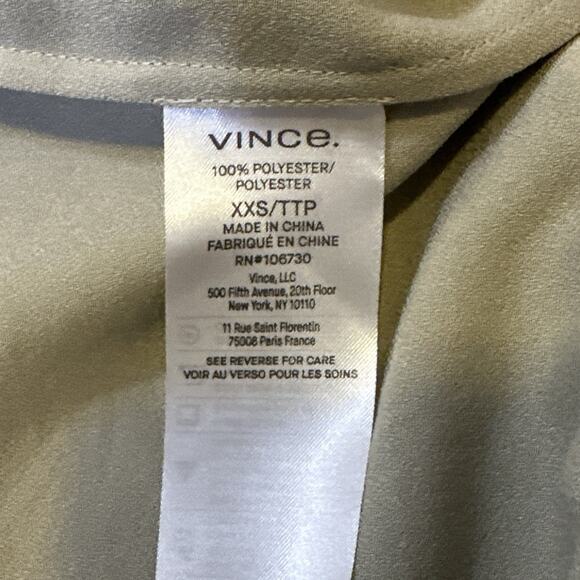 VINCE.
100% POLYESTER/
POLYESTER
XXS/TTP
MADE IN CHINA
FABRIQUÉ EN CHINE
RN#106730
Vince, LLC
500 Fifth Avenue, 20th Floor
New York, NY 10110
11 Rue Saint Florentin
75008 Paris France
SEE REVERSE FOR CARE
VOIR AU VERSO POUR LES SOINS